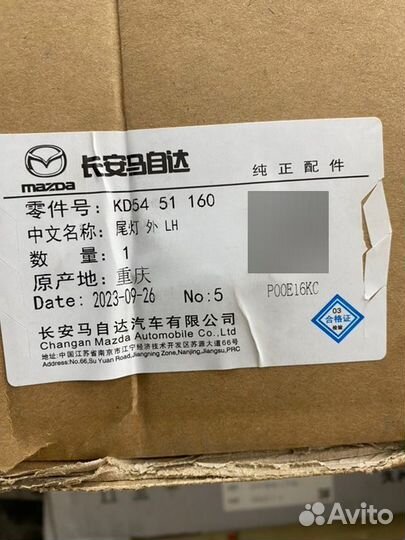 mazda
长安马自达
纯正配件
零件号: KD54 51 160
中文名称: 尾灯 外 LH
数 量: 1
原产地: 重庆
Date: 2023-09-26 No:5
P00E16KC
03
合格证
检验
长安马自达汽车有限公司
Changan Mazda Automobile Co.,Ltd
地址:中国江苏省南京市江宁经济技术开发区苏源大道66号
Address:No.66,Su Yuan Road,Jiangning Zone,Nanjing,Jiangsu,PRC
Avito